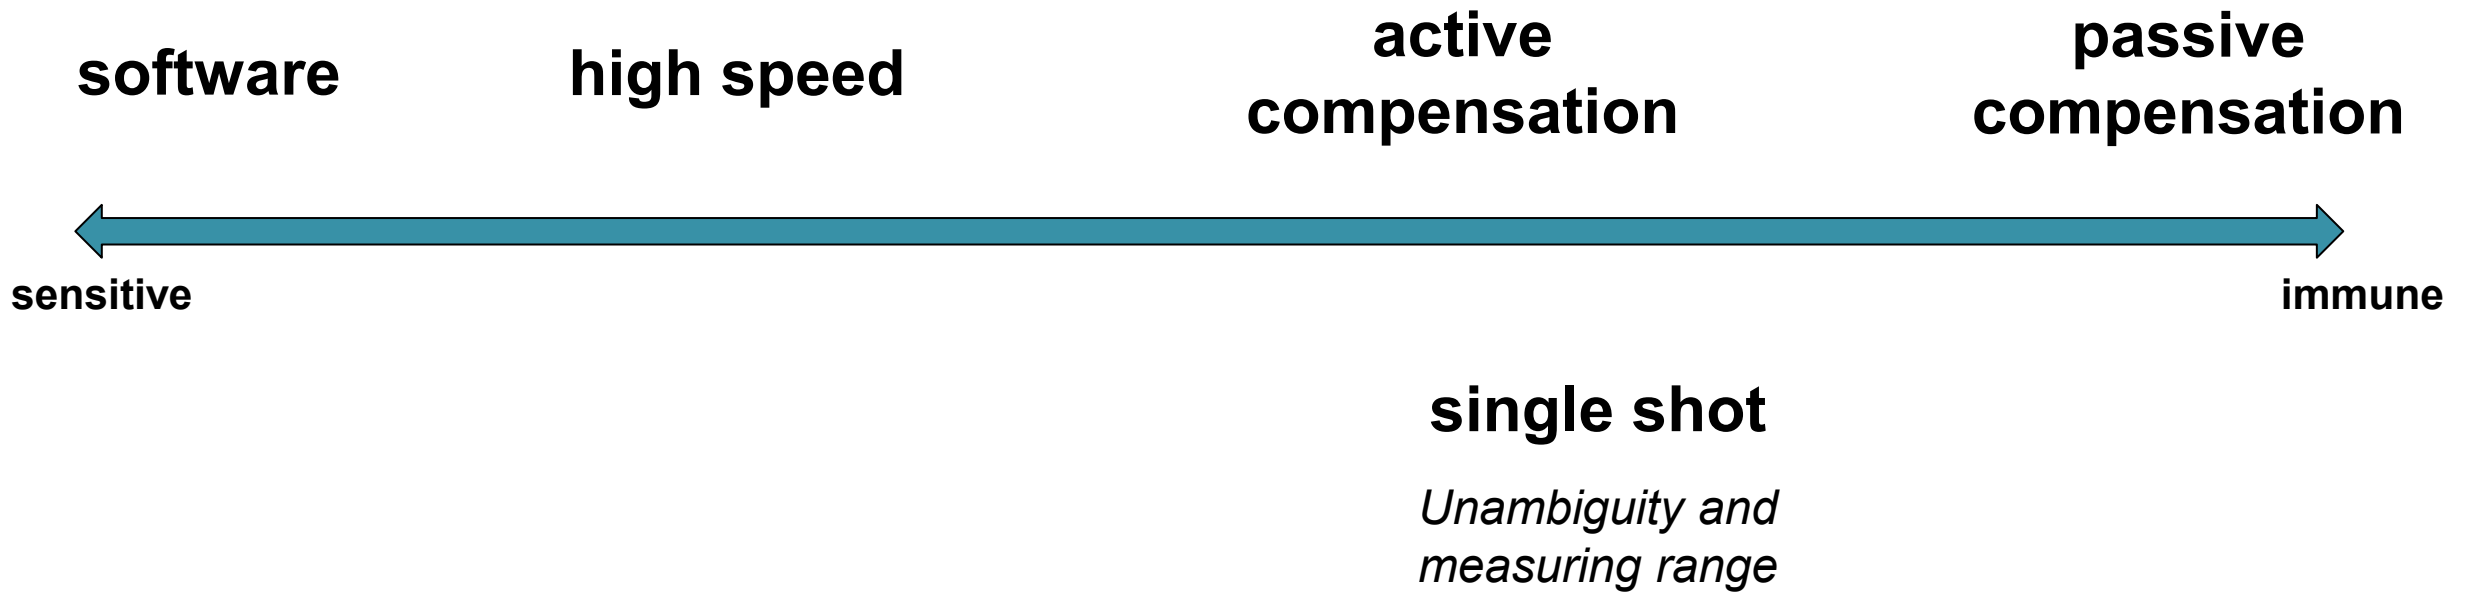 software
high speed
active
compensation
passive
compensation
sensitive
immune
single shot
Unambiguity and
measuring range